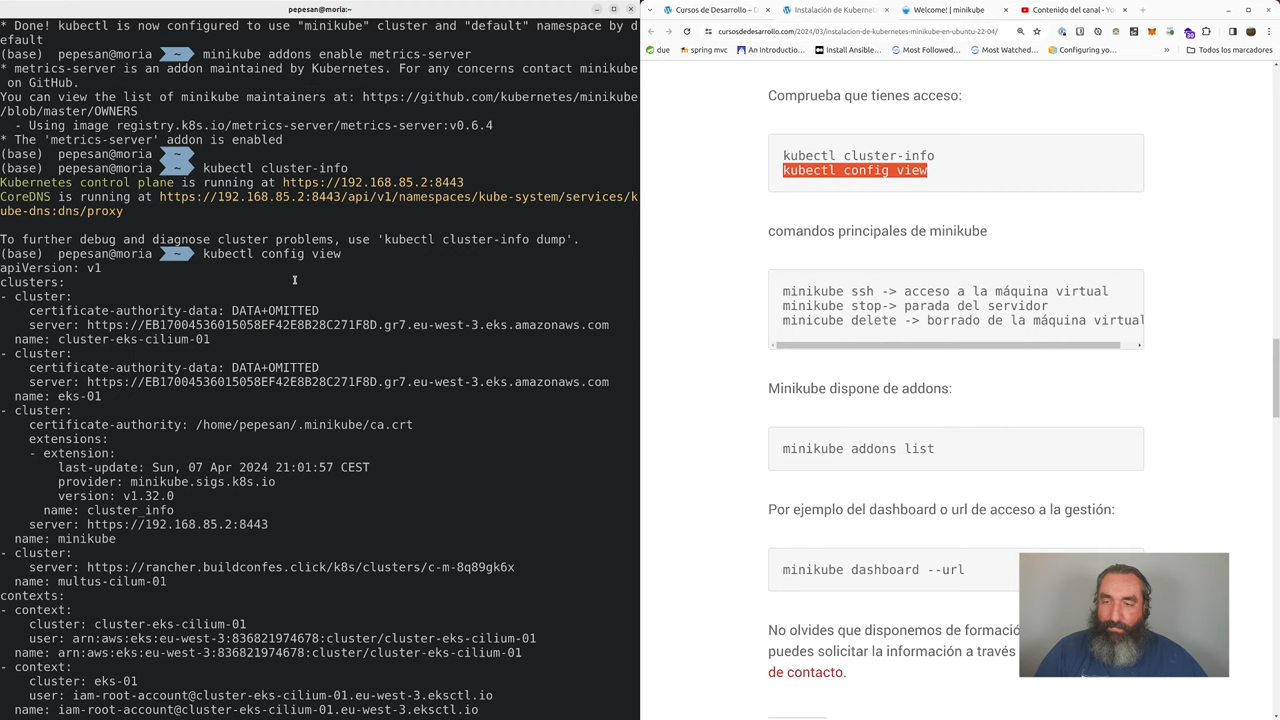 pepesan@moria:~
* Done! kubectl is now configured to use "minikube" cluster and "default" namespace by d
efault
(base) pepesan@moria ~ minikube addons enable metrics-server
* metrics-server is an addon maintained by Kubernetes. For any concerns contact minikube
on GitHub.
You can view the list of minikube maintainers at: https://github.com/kubernetes/minikube
/blob/master/OWNERS
- Using image registry.k8s.io/metrics-server/metrics-server:v0.6.4
* The 'metrics-server' addon is enabled
(base) pepesan@moria ~
(base) pepesan@moria ~ kubectl cluster-info
Kubernetes control plane is running at https://192.168.85.2:8443
CoreDNS is running at https://192.168.85.2:8443/api/v1/namespaces/kube-system/services/k
ube-dns:dns/proxy
To further debug and diagnose cluster problems, use 'kubectl cluster-info dump'.
(base) pepesan@moria ~ kubectl config view
apiVersion: v1
clusters:
- cluster:
certificate-authority-data: DATA+OMITTED
server: https://EB17004536015058EF42E8B28C271F8D.gr7.eu-west-3.eks.amazonaws.com
name: cluster-eks-cilium-01
- cluster:
certificate-authority-data: DATA+OMITTED
server: https://EB17004536015058EF42E8B28C271F8D.gr7.eu-west-3.eks.amazonaws.com
name: eks-01
- cluster:
certificate-authority: /home/pepesan/.minikube/ca.crt
extensions:
- extension:
last-update: Sun, 07 Apr 2024 21:01:57 CEST
provider: minikube.sigs.k8s.io
version: v1.32.0
name: cluster_info
server: https://192.168.85.2:8443
name: minikube
- cluster:
server: https://rancher.buildconfes.click/k8s/clusters/c-m-8q89gk6x
name: multus-cilum-01
contexts:
- context:
cluster: cluster-eks-cilium-01
user: arn:aws:eks:eu-west-3:836821974678:cluster/cluster-eks-cilium-01
name: arn:aws:eks:eu-west-3:836821974678:cluster/cluster-eks-cilium-01
- context:
cluster: eks-01
user: iam-root-account@cluster-eks-cilium-01.eu-west-3.eksctl.io
name: iam-root-account@cluster-eks-cilium-01.eu-west-3.eksctl.io
Cursos de Desarrollo – D Instalación de Kubernet Welcome! | minikube Contenido del canal - Yo
cursosdedesarrollo.com/2024/03/instalacion-de-kubernetes-minikube-en-ubuntu-22-04/
due spring mvc An Introductio... Install Ansible... Most Followed... Most Watched... Configuring yo... » Todos los marcadores
Comprueba que tienes acceso:
kubectl cluster-info
kubectl config view
comandos principales de minikube
minikube ssh -> acceso a la máquina virtual
minikube stop-> parada del servidor
minicube delete -> borrado de la máquina virtual
Minikube dispone de addons:
minikube addons list
Por ejemplo del dashboard o url de acceso a la gestión:
minikube dashboard --url
No olvides que disponemos de formació
puedes solicitar la información a través
de contacto.